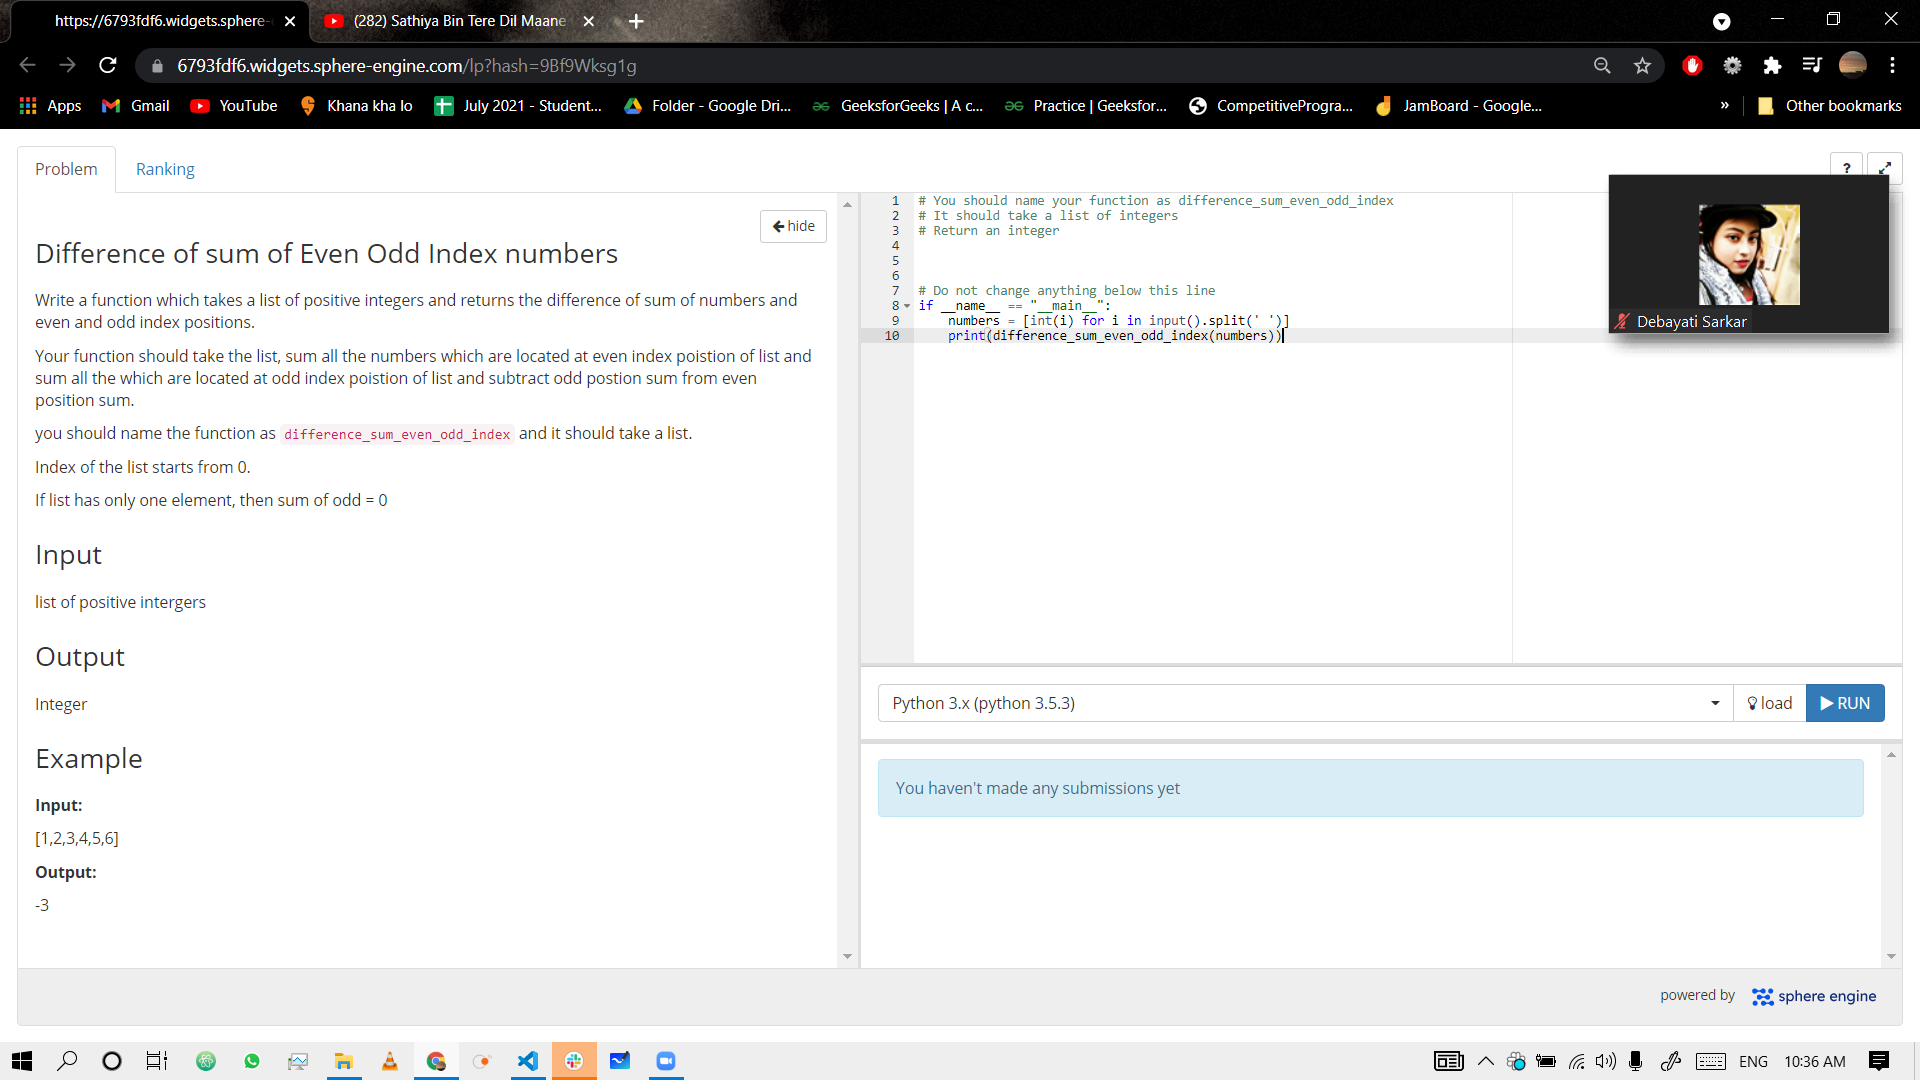 https://6793fdf6.widgets.sphere-
(282) Sathiya Bin Tere Dil Maane
6793fdf6.widgets.sphere-engine.com/lp?hash=9Bf9Wksg1g
Apps
Gmail
YouTube
Khana kha lo
July 2021 - Student...
Folder - Google Dri...
GeeksforGeeks | A c...
Practice | Geeksfor...
CompetitiveProgra...
JamBoard - Google...
»
Other bookmarks
Problem
Ranking
?
hide
Difference of sum of Even Odd Index numbers
Write a function which takes a list of positive integers and returns the difference of sum of numbers and
even and odd index positions.
Your function should take the list, sum all the numbers which are located at even index poistion of list and
sum all the which are located at odd index poistion of list and subtract odd postion sum from even
position sum.
you should name the function as difference_sum_even_odd_index and it should take a list.
Index of the list starts from 0.
If list has only one element, then sum of odd = 0
Input
list of positive intergers
Output
Integer
Example
Input:
[1,2,3,4,5,6]
Output:
-3
1 # You should name your function as difference_sum_even_odd_index
2 # It should take a list of integers
3 # Return an integer
4
5
6
7 # Do not change anything below this line
8 if __name__ == "__main__":
9 numbers = [int(i) for i in input().split(' ')]
10 print(difference_sum_even_odd_index(numbers))
Debayati Sarkar
Python 3.x (python 3.5.3)
load
RUN
You haven't made any submissions yet
powered by sphere engine
ENG
10:36 AM